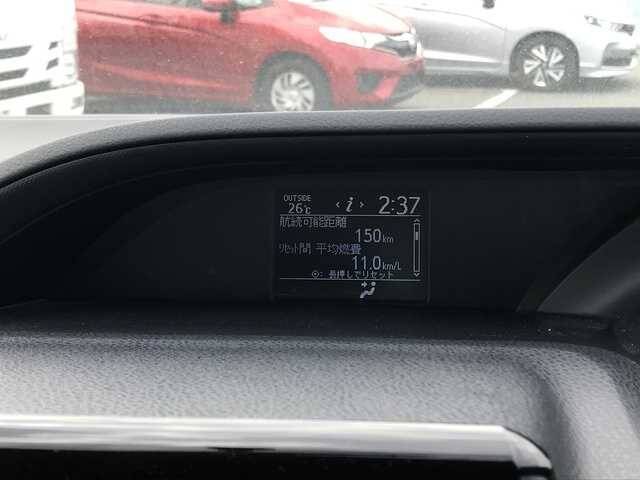 OUTSIDE
26℃ ‹ i › 2:37
航続可能距離
150km
リセット間 平均燃費
11.0km/L
⊙: 長押しでリセット